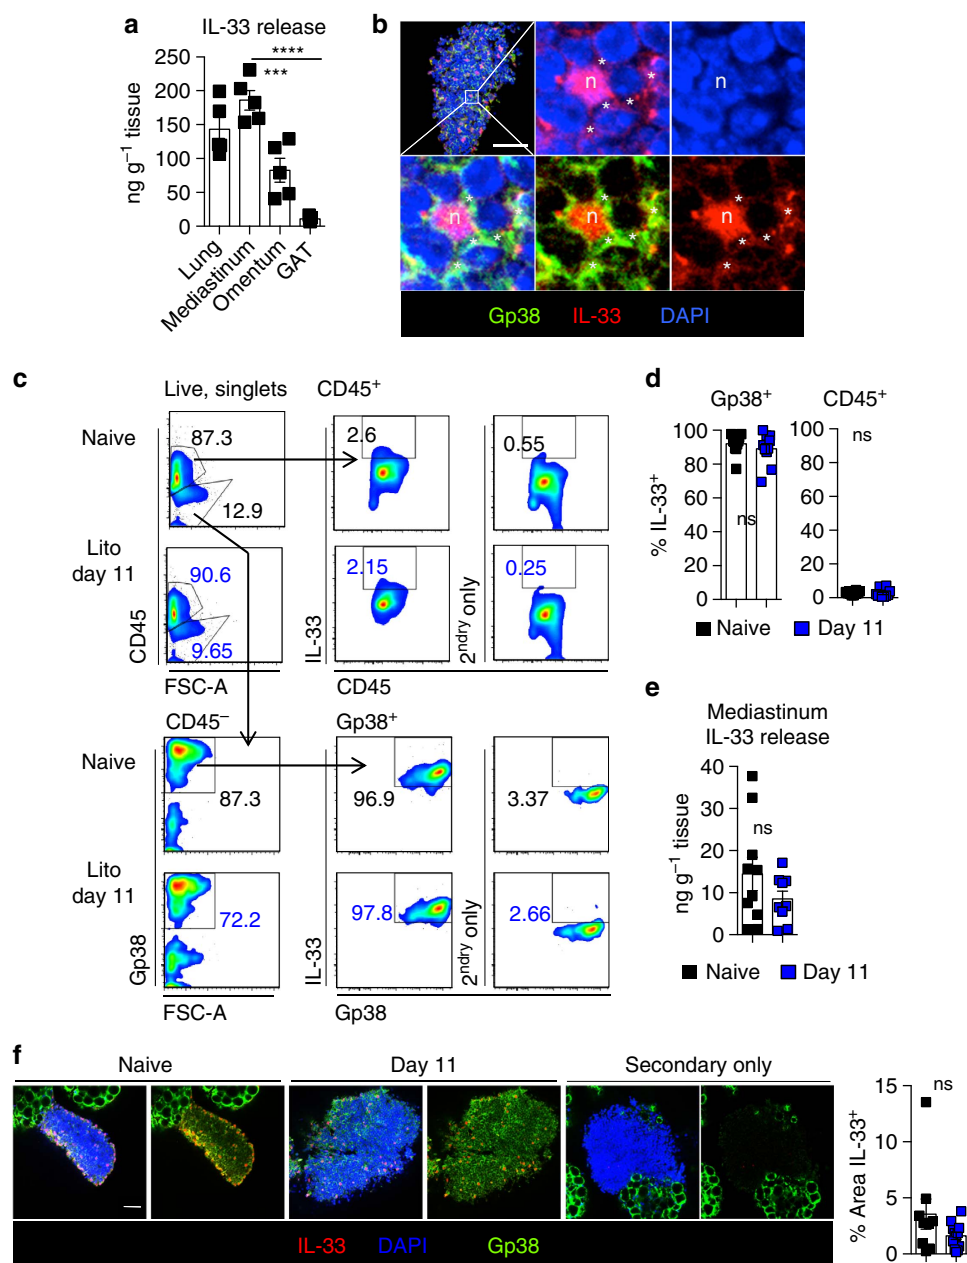 a
IL-33 release
****
***
ng g⁻¹ tissue
250
200
150
100
50
0
Lung
Mediastinum
Omentum
GAT
b
n
*
*
*
*
*
n
n
*
*
*
*
*
n
*
*
*
*
*
n
*
*
*
*
*
Gp38 IL-33 DAPI
c
Live, singlets
CD45⁺
Naive
87.3
12.9
2.6
0.55
Lito
day 11
90.6
9.65
2.15
0.25
CD45
IL-33
2ⁿᵈʳʸ only
FSC-A
CD45
CD45⁻
Gp38⁺
Naive
87.3
96.9
3.37
Lito
day 11
72.2
97.8
2.66
Gp38
IL-33
2ⁿᵈʳʸ only
FSC-A
Gp38
d
Gp38⁺
CD45⁺
% IL-33⁺
100
80
60
40
20
0
ns
100
80
60
40
20
0
ns
Naive Day 11
e
Mediastinum
IL-33 release
ng g⁻¹ tissue
40
30
20
10
0
ns
Naive Day 11
f
Naive
Day 11
Secondary only
IL-33 DAPI Gp38
% Area IL-33⁺
15
10
5
0
ns